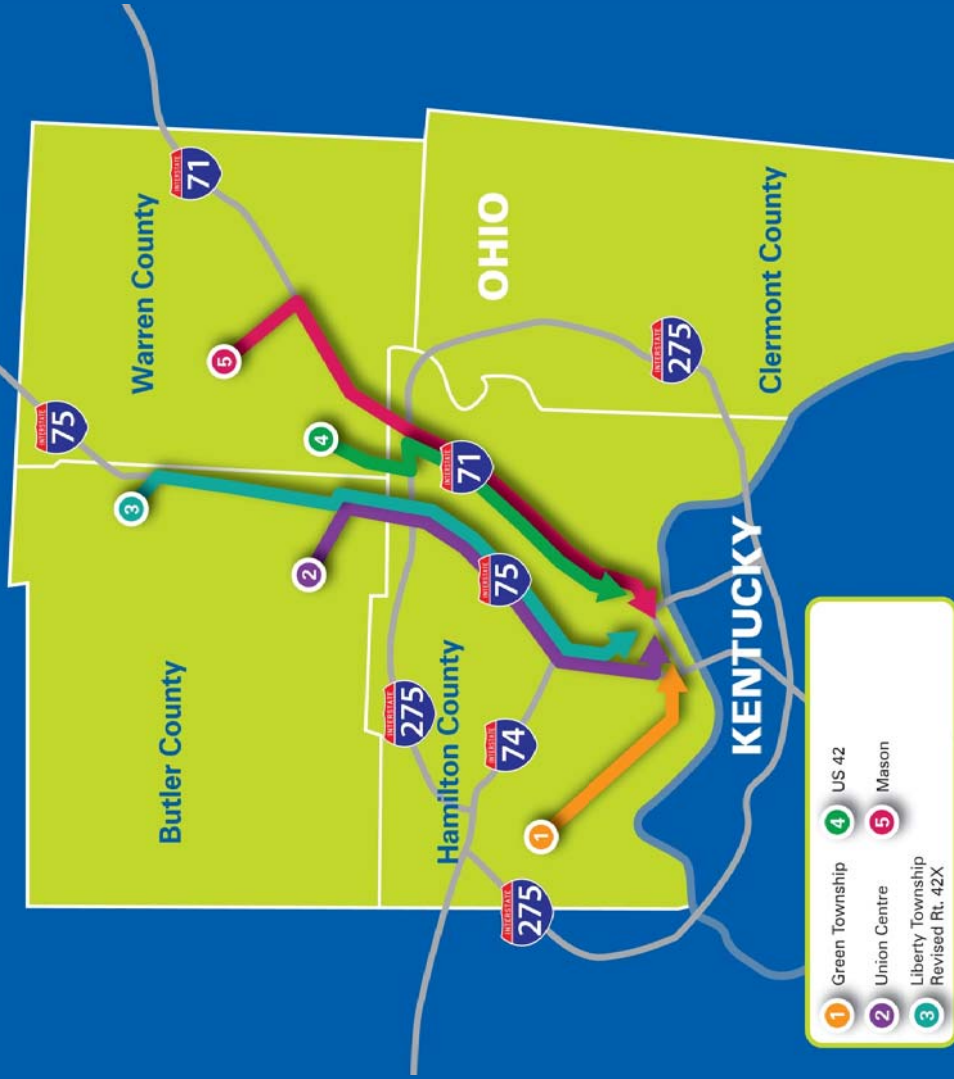 INTERSTATE
75
3
Warren County
Butler County
INTERSTATE
71
5
2
4
INTERSTATE
275
Hamilton County
INTERSTATE
71
OHIO
INTERSTATE
75
INTERSTATE
74
INTERSTATE
275
1
INTERSTATE
275
KENTUCKY
Clermont County
1 Green Township
2 Union Centre
3 Liberty Township
Revised Rt. 42X
4 US 42
5 Mason